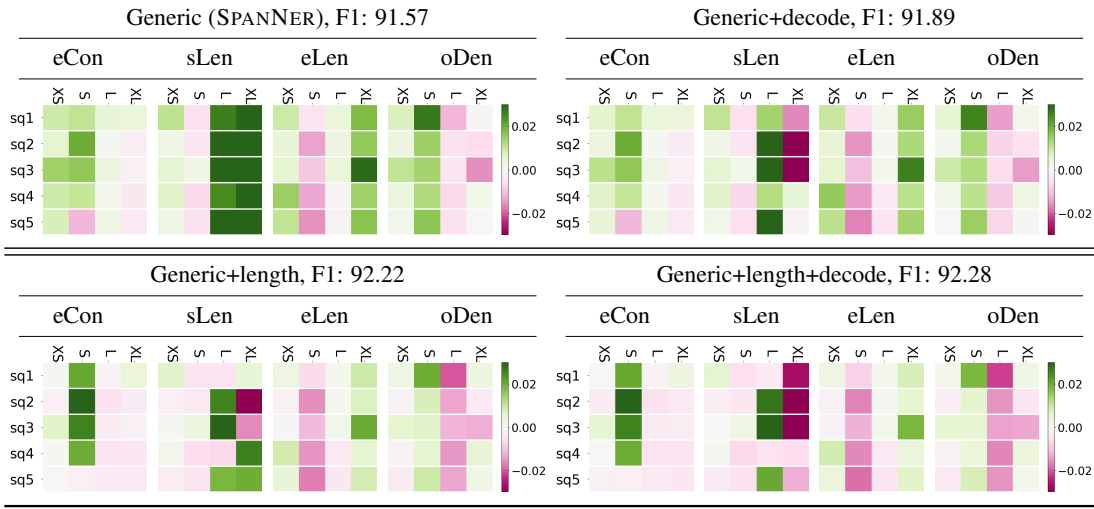 Generic (SPANNER), F1: 91.57
Generic+decode, F1: 91.89
eCon sLen eLen oDen
eCon sLen eLen oDen
XS S L XL XS S L XL XS S L XL XS S L XL
XS S L XL XS S L XL XS S L XL XS S L XL
sq1
sq2
sq3
sq4
sq5
0.02
0.00
−0.02
sq1
sq2
sq3
sq4
sq5
0.02
0.00
−0.02
Generic+length, F1: 92.22
Generic+length+decode, F1: 92.28
eCon sLen eLen oDen
eCon sLen eLen oDen
XS S L XL XS S L XL XS S L XL XS S L XL
XS S L XL XS S L XL XS S L XL XS S L XL
sq1
sq2
sq3
sq4
sq5
0.02
0.00
−0.02
sq1
sq2
sq3
sq4
sq5
0.02
0.00
−0.02